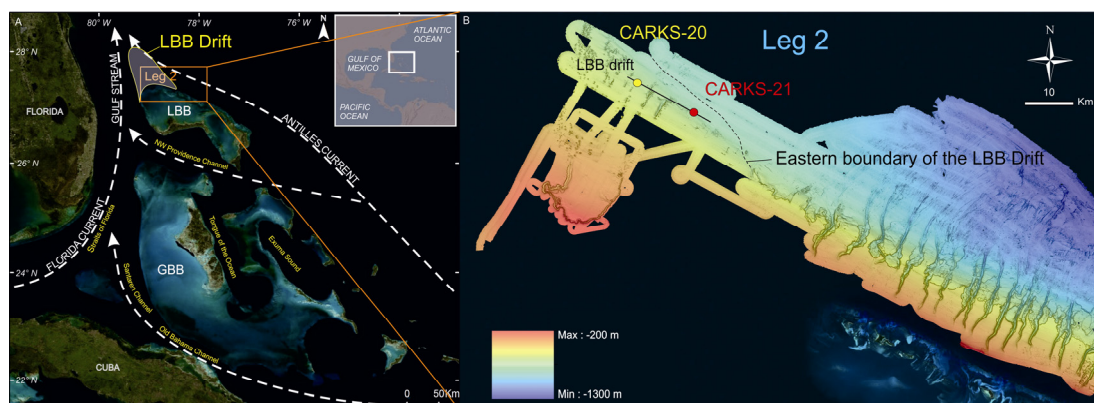 A
80° W
78° W
76° W
28° N
26° N
24° N
22° N
N
LBB Drift
Leg 2
LBB
FLORIDA
GULF STREAM
ANTILLES CURRENT
NW Providence Channel
FLORIDA CURRENT
Straits of Florida
Tongue of the Ocean
Exuma Sound
GBB
Santaren Channel
Old Bahama Channel
CUBA
0 50Km
ATLANTIC
OCEAN
GULF OF
MEXICO
PACIFIC
OCEAN
B
CARKS-20
Leg 2
N
LBB drift
CARKS-21
10
Km
Eastern boundary of the LBB Drift
Max : -200 m
Min : -1300 m